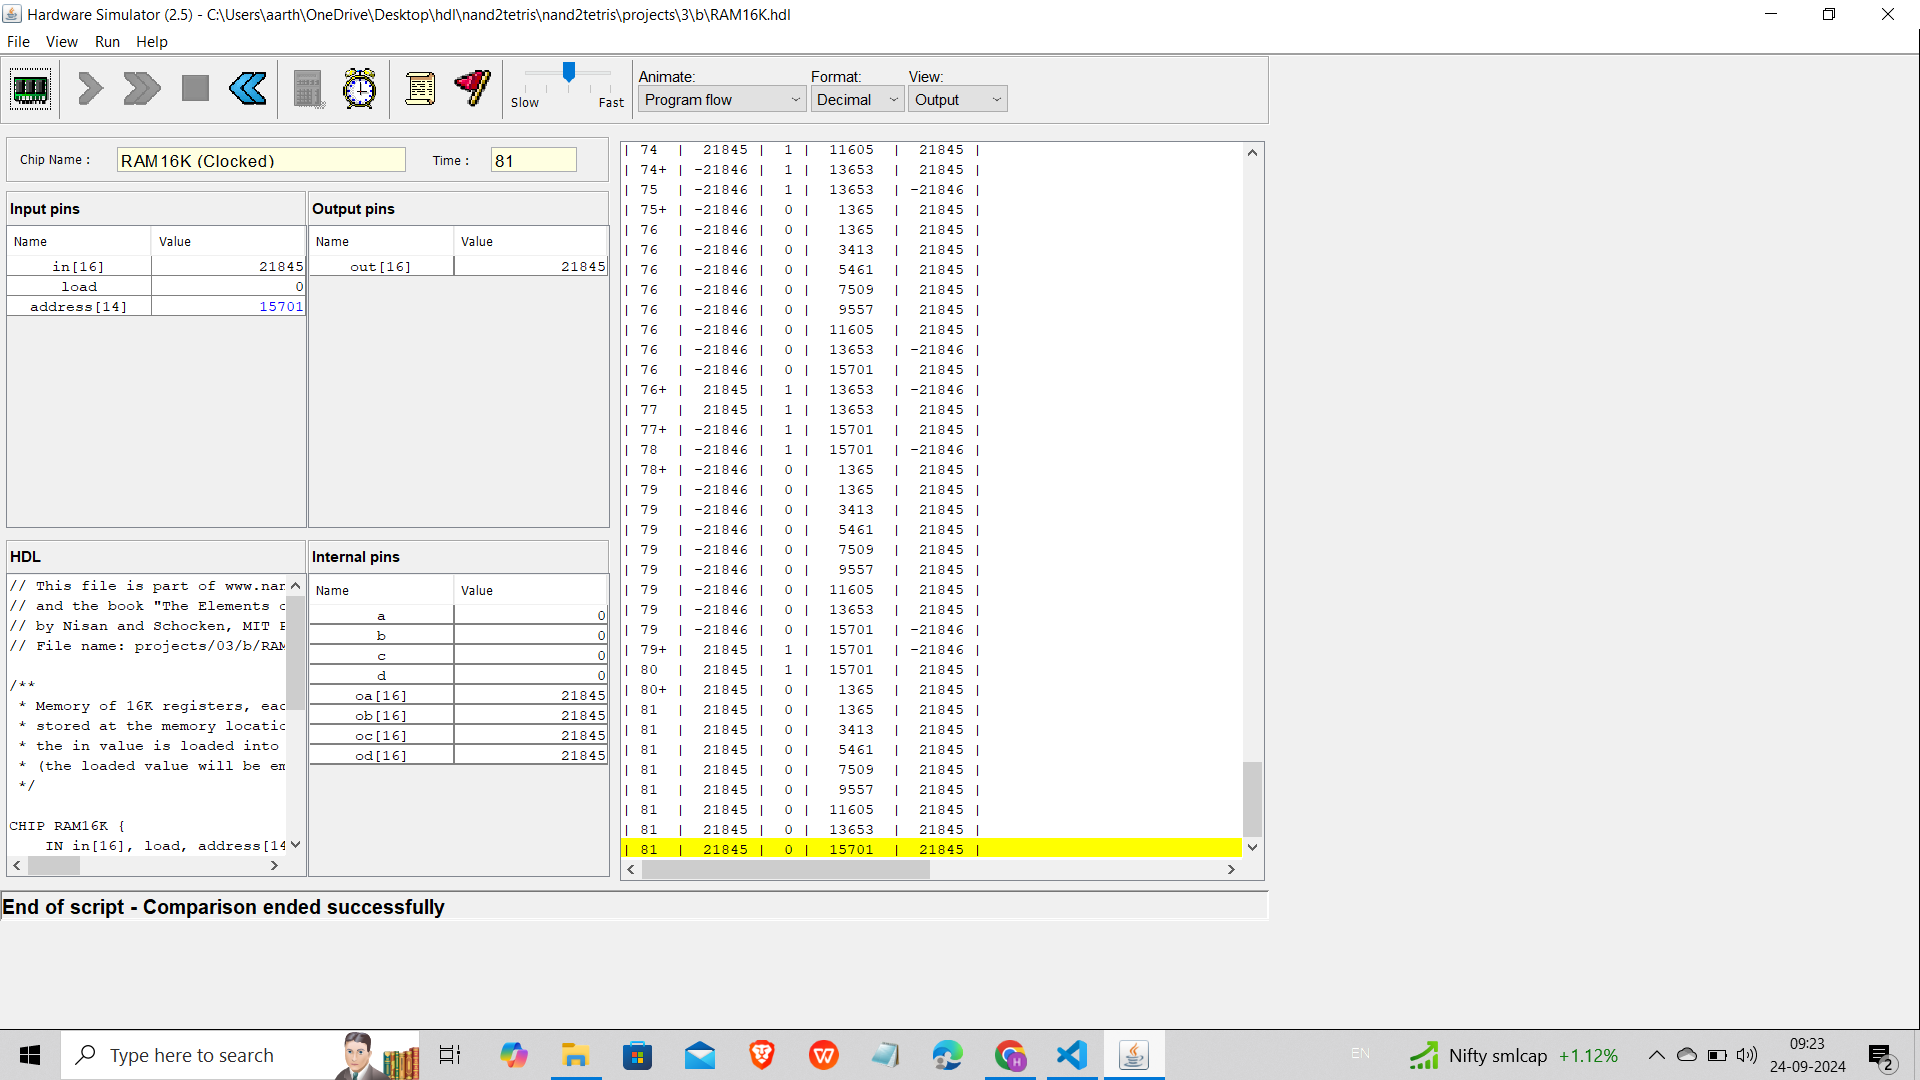 Hardware Simulator (2.5) - C:\Users\aarth\OneDrive\Desktop\hdl\nand2tetris\nand2tetris\projects\3\b\RAM16K.hdl
File View Run Help
Slow Fast
Animate: Format: View:
Program flow Decimal Output
Chip Name : RAM16K (Clocked) Time : 81
Input pins
Name Value
in[16] 21845
load 0
address[14] 15701
Output pins
Name Value
out[16] 21845
HDL
// This file is part of www.nan
// and the book "The Elements o
// by Nisan and Schocken, MIT P
// File name: projects/03/b/RAM
/**
* Memory of 16K registers, eac
* stored at the memory locatio
* the in value is loaded into
* (the loaded value will be em
*/
CHIP RAM16K {
IN in[16], load, address[14
Internal pins
Name Value
a 0
b 0
c 0
d 0
oa[16] 21845
ob[16] 21845
oc[16] 21845
od[16] 21845
| 74 | 21845 | 1 | 11605 | 21845 |
| 74+ | -21846 | 1 | 13653 | 21845 |
| 75 | -21846 | 1 | 13653 | -21846 |
| 75+ | -21846 | 0 | 1365 | 21845 |
| 76 | -21846 | 0 | 1365 | 21845 |
| 76 | -21846 | 0 | 3413 | 21845 |
| 76 | -21846 | 0 | 5461 | 21845 |
| 76 | -21846 | 0 | 7509 | 21845 |
| 76 | -21846 | 0 | 9557 | 21845 |
| 76 | -21846 | 0 | 11605 | 21845 |
| 76 | -21846 | 0 | 13653 | -21846 |
| 76 | -21846 | 0 | 15701 | 21845 |
| 76+ | 21845 | 1 | 13653 | -21846 |
| 77 | 21845 | 1 | 13653 | 21845 |
| 77+ | -21846 | 1 | 15701 | 21845 |
| 78 | -21846 | 1 | 15701 | -21846 |
| 78+ | -21846 | 0 | 1365 | 21845 |
| 79 | -21846 | 0 | 1365 | 21845 |
| 79 | -21846 | 0 | 3413 | 21845 |
| 79 | -21846 | 0 | 5461 | 21845 |
| 79 | -21846 | 0 | 7509 | 21845 |
| 79 | -21846 | 0 | 9557 | 21845 |
| 79 | -21846 | 0 | 11605 | 21845 |
| 79 | -21846 | 0 | 13653 | 21845 |
| 79 | -21846 | 0 | 15701 | -21846 |
| 79+ | 21845 | 1 | 15701 | -21846 |
| 80 | 21845 | 1 | 15701 | 21845 |
| 80+ | 21845 | 0 | 1365 | 21845 |
| 81 | 21845 | 0 | 1365 | 21845 |
| 81 | 21845 | 0 | 3413 | 21845 |
| 81 | 21845 | 0 | 5461 | 21845 |
| 81 | 21845 | 0 | 7509 | 21845 |
| 81 | 21845 | 0 | 9557 | 21845 |
| 81 | 21845 | 0 | 11605 | 21845 |
| 81 | 21845 | 0 | 13653 | 21845 |
| 81 | 21845 | 0 | 15701 | 21845 |
End of script - Comparison ended successfully
Type here to search
W
H
EN
Nifty smlcap +1.12%
09:23
24-09-2024
2